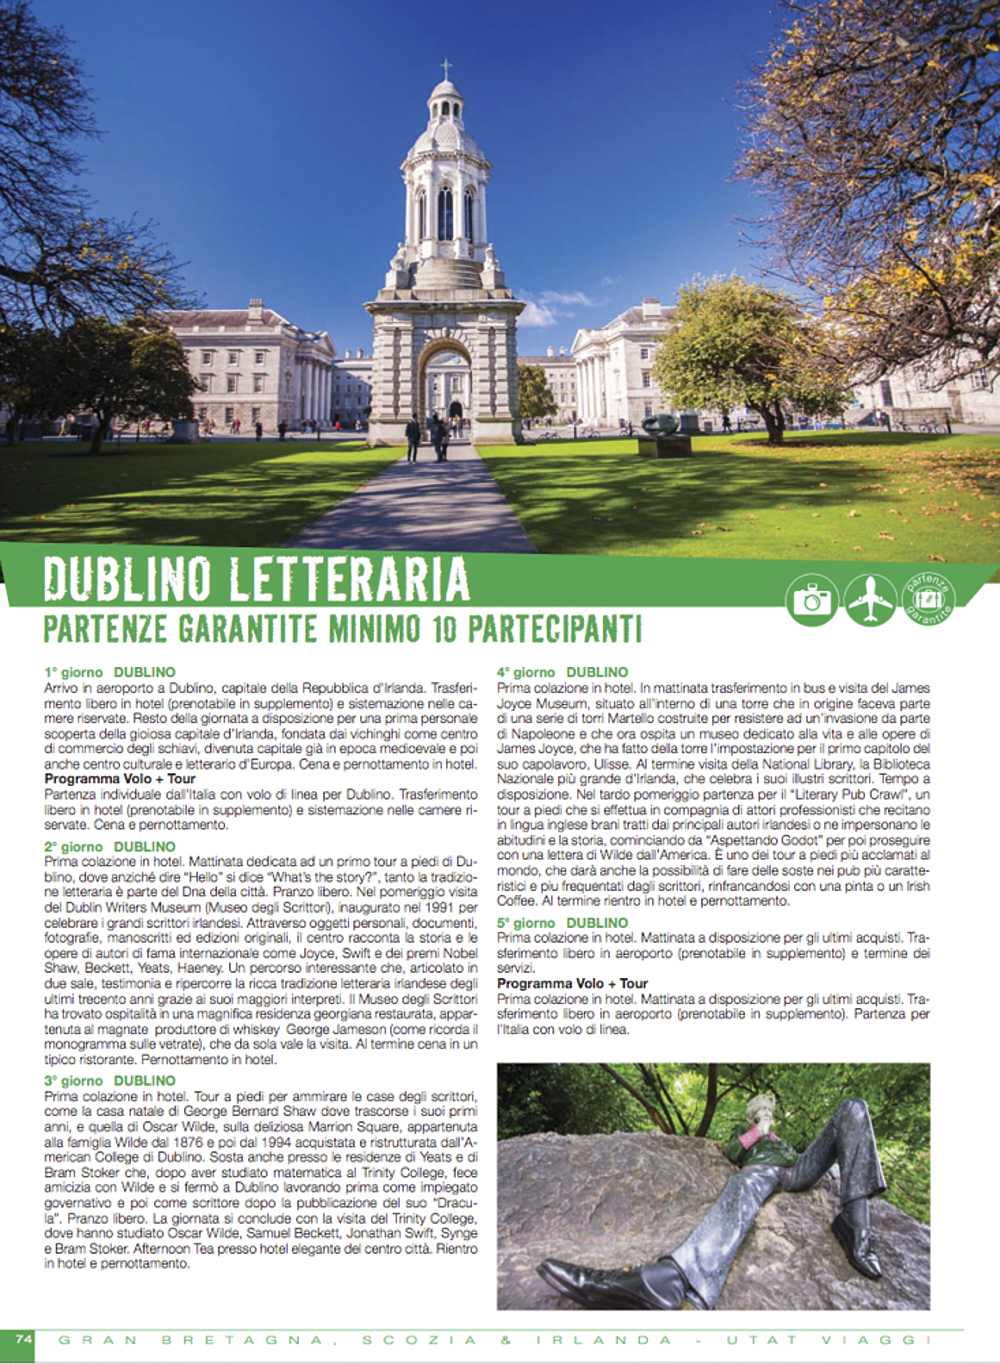 DUBLINO LETTERARIA
partenze garantite
PARTENZE GARANTITE MINIMO 10 PARTECIPANTI
1° giorno DUBLINO
Arrivo in aeroporto a Dublino, capitale della Repubblica d'Irlanda. Trasferi-
mento libero in hotel (prenotabile in supplemento) e sistemazione nelle ca-
mere riservate. Resto della giornata a disposizione per una prima personale
scoperta della gioiosa capitale d'Irlanda, fondata dai vichinghi come centro
di commercio degli schiavi, divenuta capitale già in epoca medioevale e poi
anche centro culturale e letterario d'Europa. Cena e pernottamento in hotel.
Programma Volo + Tour
Partenza individuale dall'Italia con volo di linea per Dublino. Trasferimento
libero in hotel (prenotabile in supplemento) e sistemazione nelle camere ri-
servate. Cena e pernottamento.
2° giorno DUBLINO
Prima colazione in hotel. Mattinata dedicata ad un primo tour a piedi di Du-
blino, dove anziché dire "Hello" si dice "What's the story?", tanto la tradizio-
ne letteraria è parte del Dna della città. Pranzo libero. Nel pomeriggio visita
del Dublin Writers Museum (Museo degli Scrittori), inaugurato nel 1991 per
celebrare i grandi scrittori irlandesi. Attraverso oggetti personali, documenti,
fotografie, manoscritti ed edizioni originali, il centro racconta la storia e le
opere di autori di fama internazionale come Joyce, Swift e dei premi Nobel
Shaw, Beckett, Yeats, Haeney. Un percorso interessante che, articolato in
due sale, testimonia e ripercorre la ricca tradizione letteraria irlandese degli
ultimi trecento anni grazie ai suoi maggiori interpreti. Il Museo degli Scrittori
ha trovato ospitalità in una magnifica residenza georgiana restaurata, appar-
tenuta al magnate produttore di whiskey George Jameson (come ricorda il
monogramma sulle vetrate), che da sola vale la visita. Al termine cena in un
tipico ristorante. Pernottamento in hotel.
3° giorno DUBLINO
Prima colazione in hotel. Tour a piedi per ammirare le case degli scrittori,
come la casa natale di George Bernard Shaw dove trascorse i suoi primi
anni, e quella di Oscar Wilde, sulla deliziosa Marrion Square, appartenuta
alla famiglia Wilde dal 1876 e poi dal 1994 acquistata e ristrutturata dall'A-
merican College di Dublino. Sosta anche presso le residenze di Yeats e di
Bram Stoker che, dopo aver studiato matematica al Trinity College, fece
amicizia con Wilde e si fermò a Dublino lavorando prima come impiegato
governativo e poi come scrittore dopo la pubblicazione del suo "Dracu-
la". Pranzo libero. La giornata si conclude con la visita del Trinity College,
dove hanno studiato Oscar Wilde, Samuel Beckett, Jonathan Swift, Synge
e Bram Stoker. Afternoon Tea presso hotel elegante del centro città. Rientro
in hotel e pernottamento.
4° giorno DUBLINO
Prima colazione in hotel. In mattinata trasferimento in bus e visita del James
Joyce Museum, situato all'interno di una torre che in origine faceva parte
di una serie di torri Martello costruite per resistere ad un'invasione da parte
di Napoleone e che ora ospita un museo dedicato alla vita e alle opere di
James Joyce, che ha fatto della torre l'impostazione per il primo capitolo del
suo capolavoro, Ulisse. Al termine visita della National Library, la Biblioteca
Nazionale più grande d'Irlanda, che celebra i suoi illustri scrittori. Tempo a
disposizione. Nel tardo pomeriggio partenza per il "Literary Pub Crawl", un
tour a piedi che si effettua in compagnia di attori professionisti che recitano
in lingua inglese brani tratti dai principali autori irlandesi o ne impersonano le
abitudini e la storia, cominciando da "Aspettando Godot" per poi proseguire
con una lettera di Wilde dall'America. È uno dei tour a piedi più acclamati al
mondo, che darà anche la possibilità di fare delle soste nei pub più caratte-
ristici e piu frequentati dagli scrittori, rinfrancandosi con una pinta o un Irish
Coffee. Al termine rientro in hotel e pernottamento.
5° giorno DUBLINO
Prima colazione in hotel. Mattinata a disposizione per gli ultimi acquisti. Tra-
sferimento libero in aeroporto (prenotabile in supplemento) e termine dei
servizi.
Programma Volo + Tour
Prima colazione in hotel. Mattinata a disposizione per gli ultimi acquisti. Tra-
sferimento libero in aeroporto (prenotabile in supplemento). Partenza per
l'Italia con volo di linea.
74 GRAN BRETAGNA, SCOZIA & IRLANDA - UTAT VIAGGI